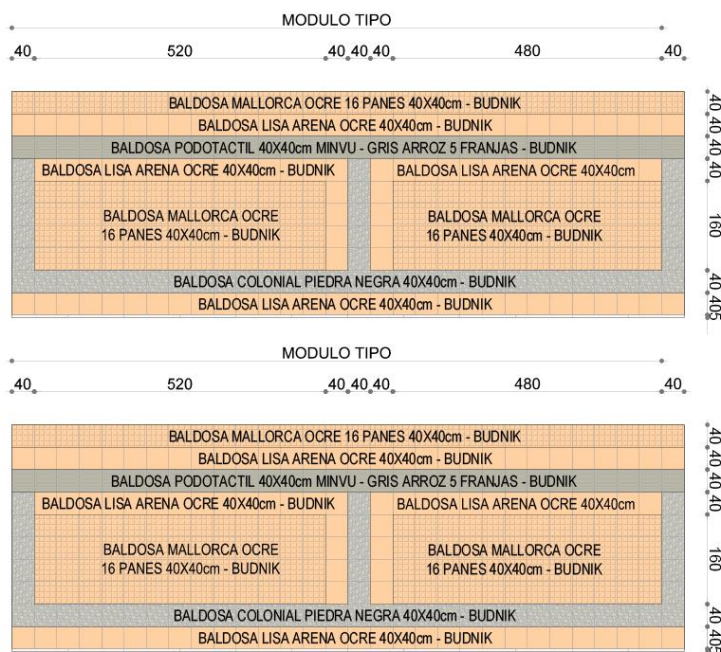 MODULO TIPO
40 520 40 40 40 480 40
BALDOSA MALLORCA OCRE 16 PANES 40X40cm - BUDNIK
BALDOSA LISA ARENA OCRE 40X40cm - BUDNIK
BALDOSA PODOTACTIL 40X40cm MINVU - GRIS ARROZ 5 FRANJAS - BUDNIK
BALDOSA LISA ARENA OCRE 40X40cm - BUDNIK BALDOSA LISA ARENA OCRE 40X40cm
BALDOSA MALLORCA OCRE
16 PANES 40X40cm - BUDNIK
BALDOSA MALLORCA OCRE
16 PANES 40X40cm - BUDNIK
BALDOSA COLONIAL PIEDRA NEGRA 40X40cm - BUDNIK
BALDOSA LISA ARENA OCRE 40X40cm - BUDNIK
40 40 40 40 160 40 40 5
MODULO TIPO
40 520 40 40 40 480 40
BALDOSA MALLORCA OCRE 16 PANES 40X40cm - BUDNIK
BALDOSA LISA ARENA OCRE 40X40cm - BUDNIK
BALDOSA PODOTACTIL 40X40cm MINVU - GRIS ARROZ 5 FRANJAS - BUDNIK
BALDOSA LISA ARENA OCRE 40X40cm - BUDNIK BALDOSA LISA ARENA OCRE 40X40cm
BALDOSA MALLORCA OCRE
16 PANES 40X40cm - BUDNIK
BALDOSA MALLORCA OCRE
16 PANES 40X40cm - BUDNIK
BALDOSA COLONIAL PIEDRA NEGRA 40X40cm - BUDNIK
BALDOSA LISA ARENA OCRE 40X40cm - BUDNIK
40 40 40 40 160 40 40 5